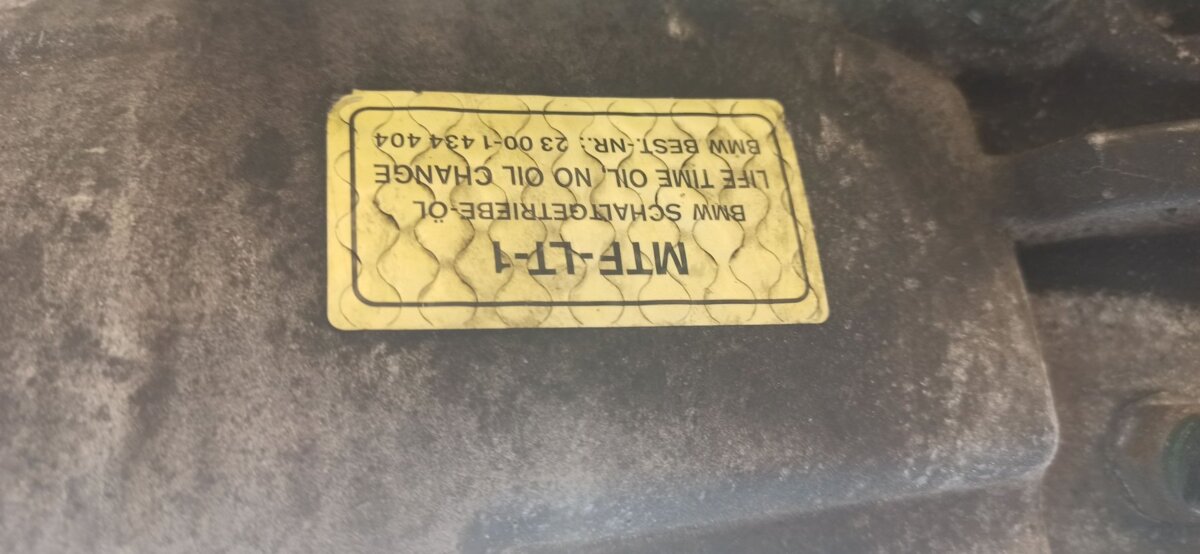 MTF-LT-1
BMW SCHALTGETRIEBE-ÖL
LIFE TIME OIL, NO OIL CHANGE
BMW BEST.-NR.: 23 00-1 434 404